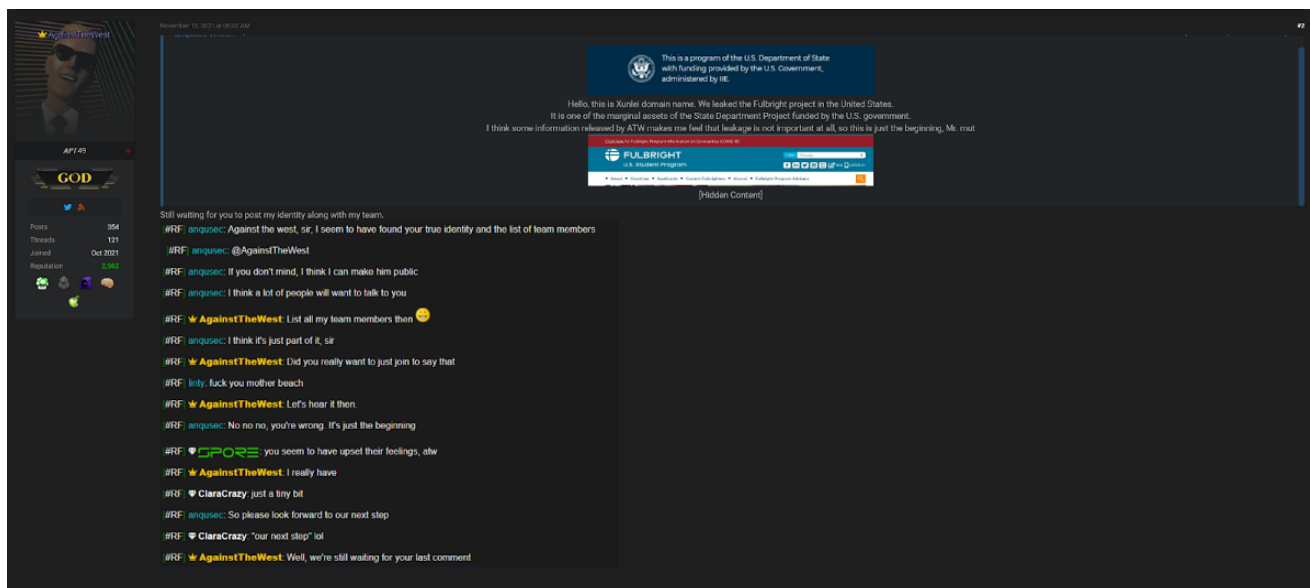 November 15, 2021 at 05:02 AM
#2
AgainstTheWest
This is a program of the U.S. Department of State
with funding provided by the U.S. Government,
administered by IIE.
Hello, this is Xunlei domain name. We leaked the Fulbright project in the United States.
It is one of the marginal assets of the State Department Project funded by the U.S. government.
I think some information released by ATW makes me feel that leakage is not important at all, so this is just the beginning, Mr. mut
FULBRIGHT
U.S. Student Program
[Hidden Content]
APT49
GOD
Posts 354
Threads 121
Joined Oct 2021
Reputation 2,962
Still waiting for you to post my identity along with my team.
[#RF] anqusec: Against the west, sir, I seem to have found your true identity and the list of team members
[#RF] anqusec: @AgainstTheWest
[#RF] anqusec: If you don't mind, I think I can make him public
[#RF] anqusec: I think a lot of people will want to talk to you
[#RF] AgainstTheWest: List all my team members then
[#RF] anqusec: I think it's just part of it, sir
[#RF] AgainstTheWest: Did you really want to just join to say that
[#RF] linty: fuck you mother beach
[#RF] AgainstTheWest: Let's hear it then.
[#RF] anqusec: No no no, you're wrong. It's just the beginning
[#RF] SPORE: you seem to have upset their feelings, atw
[#RF] AgainstTheWest: I really have
[#RF] ClaraCrazy: just a tiny bit
[#RF] anqusec: So please look forward to our next step
[#RF] ClaraCrazy: "our next step" lol
[#RF] AgainstTheWest: Well, we're still waiting for your last comment